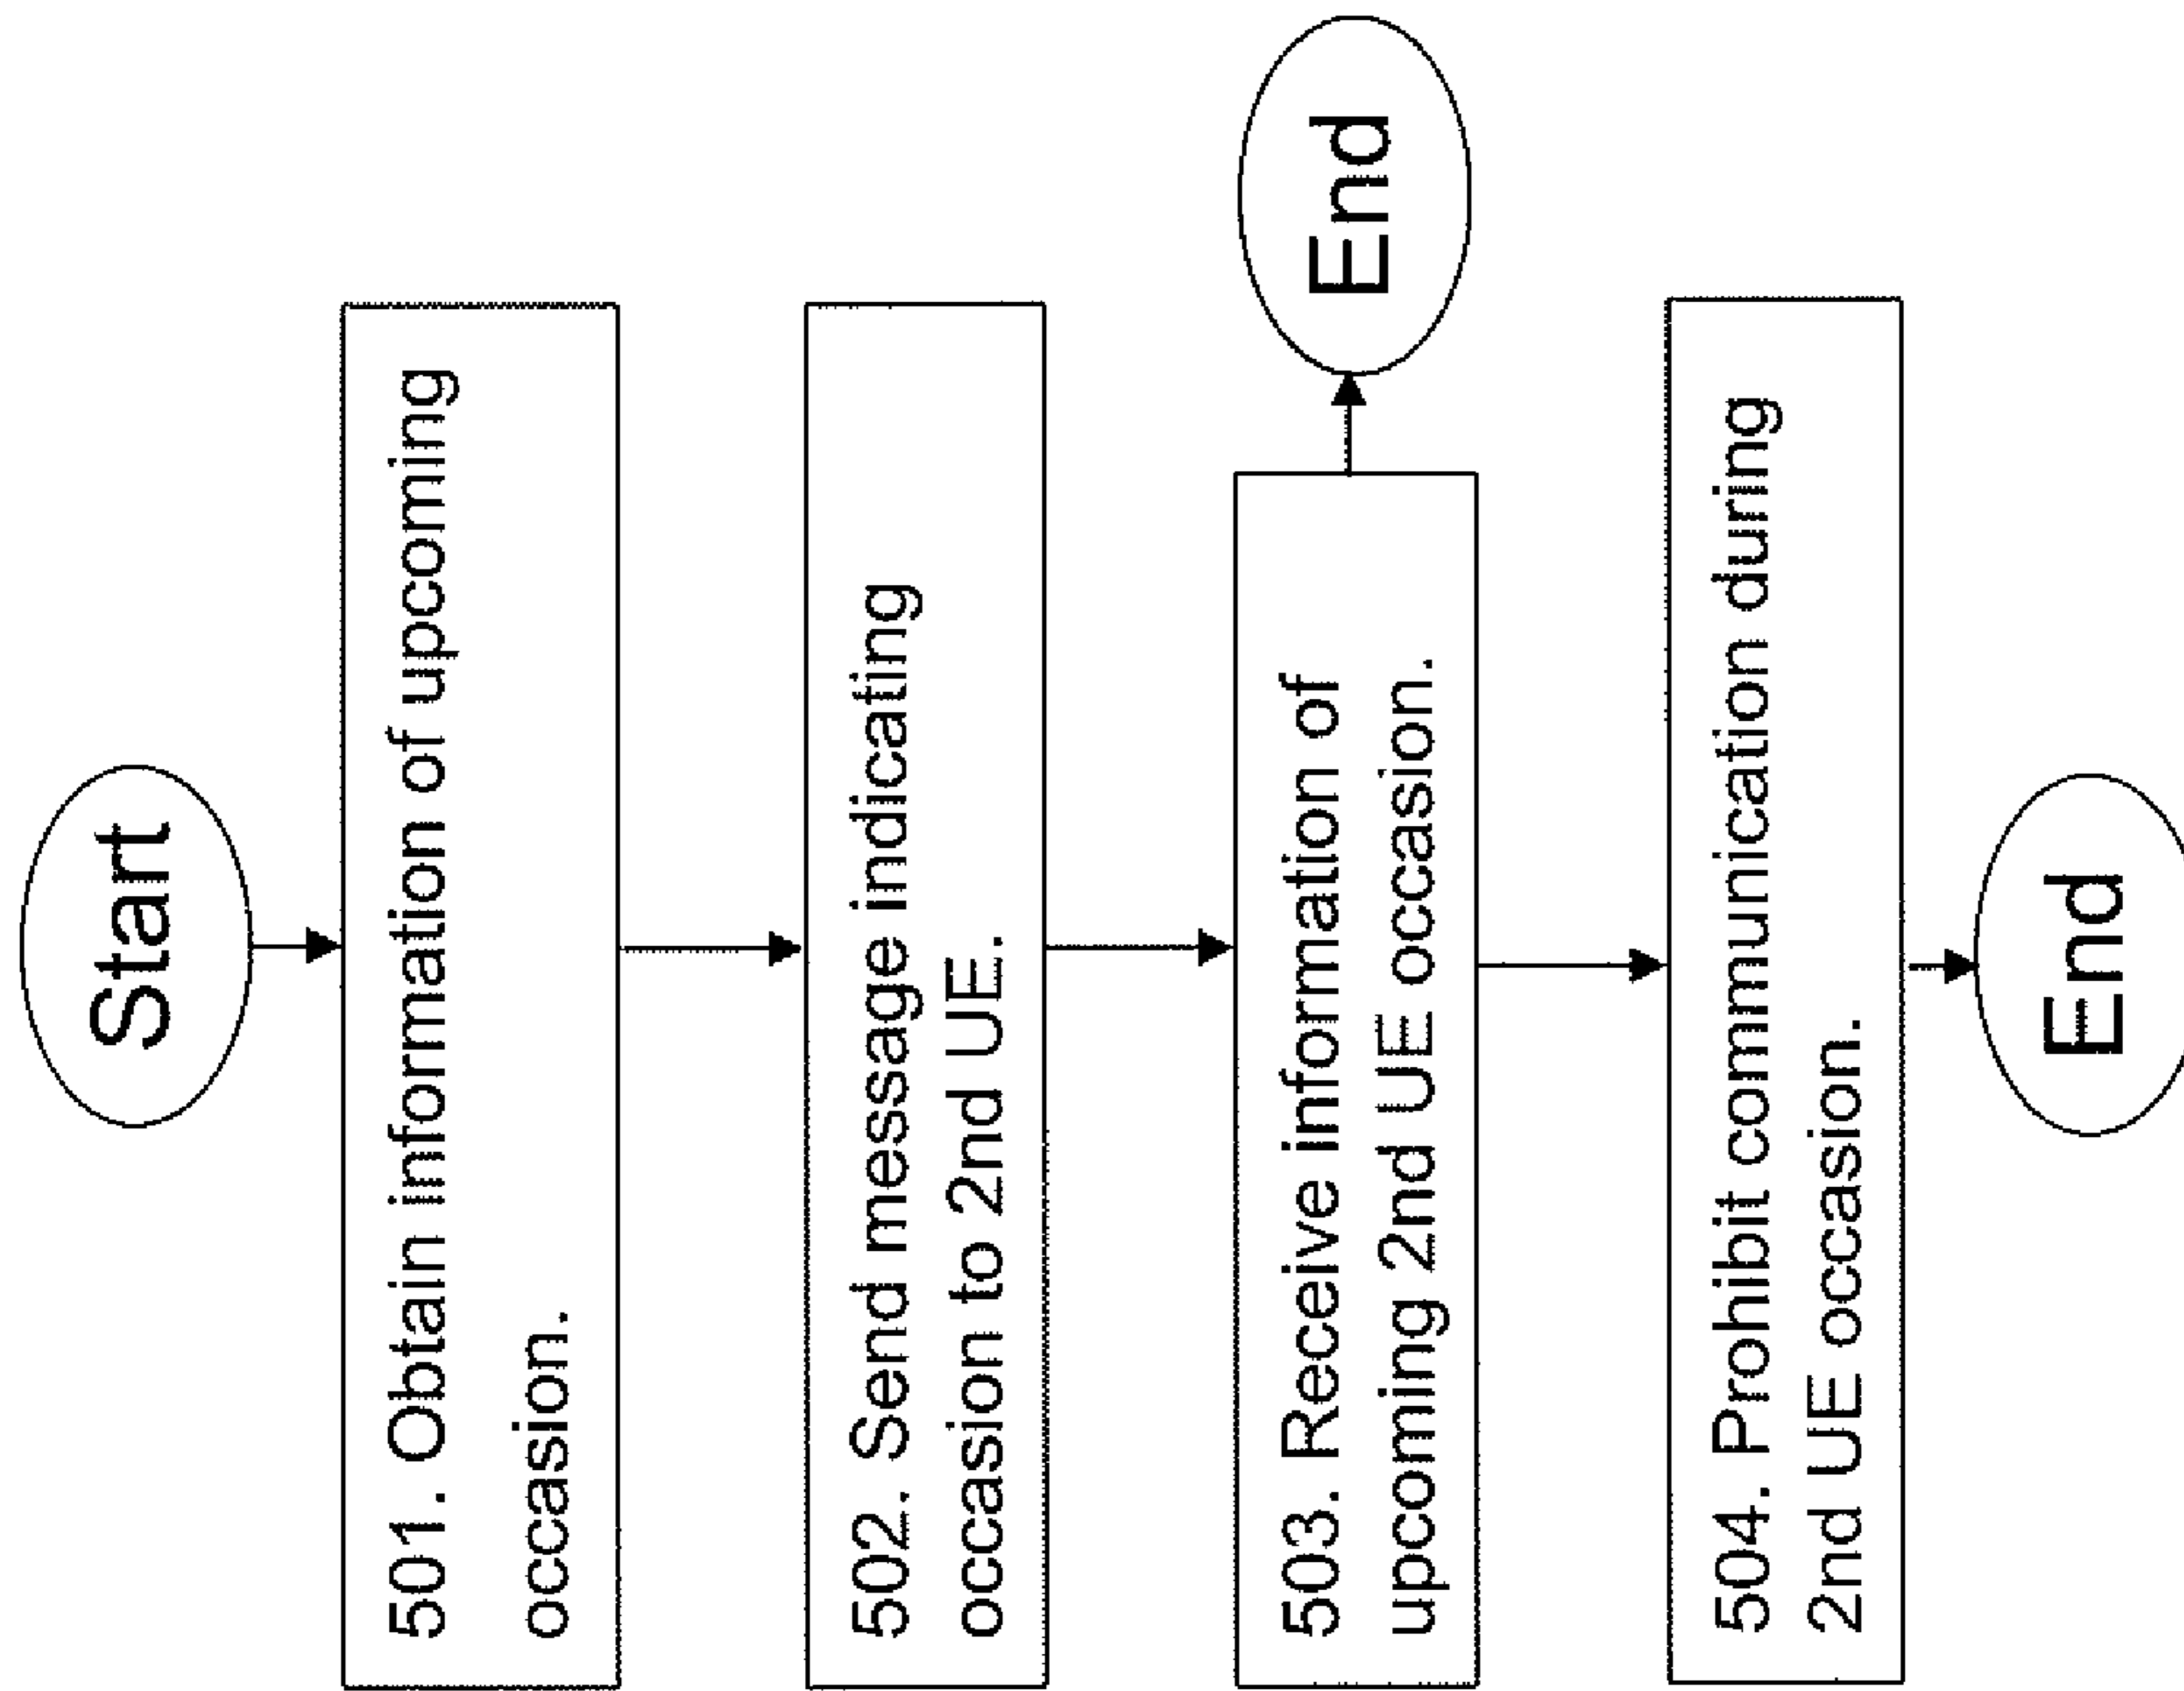 Start
501. Obtain information of upcoming
occasion.
502. Send message indicating
occasion to 2nd UE.
503. Receive information of
upcoming 2nd UE occasion.
End
504. Prohibit communication during
2nd UE occasion.
End